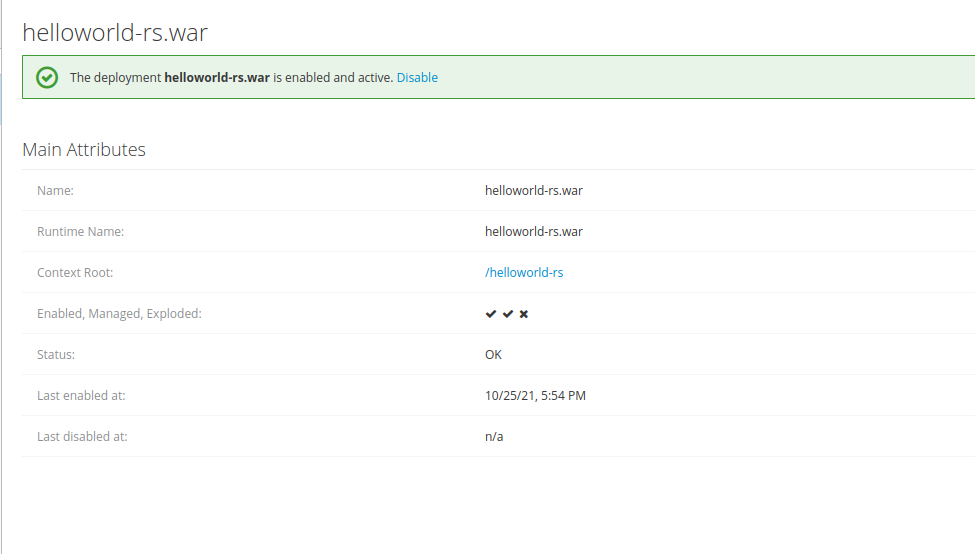 helloworld-rs.war
The deployment helloworld-rs.war is enabled and active. Disable
Main Attributes
Name: helloworld-rs.war
Runtime Name: helloworld-rs.war
Context Root: /helloworld-rs
Enabled, Managed, Exploded: ✔ ✔ ✖
Status: OK
Last enabled at: 10/25/21, 5:54 PM
Last disabled at: n/a